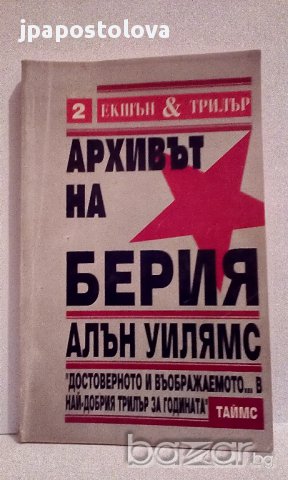 jpapostolova
2 ЕКШЪН & ТРИЛЪР
АРХИВЪТ
НА
БЕРИЯ
АЛЪН УИЛЯМС
"ДОСТОВЕРНОТО И ВЪОБРАЖАЕМОТО... В
НАЙ-ДОБРИЯ ТРИЛЪР ЗА ГОДИНАТА" ТАЙМС
bazar.bg